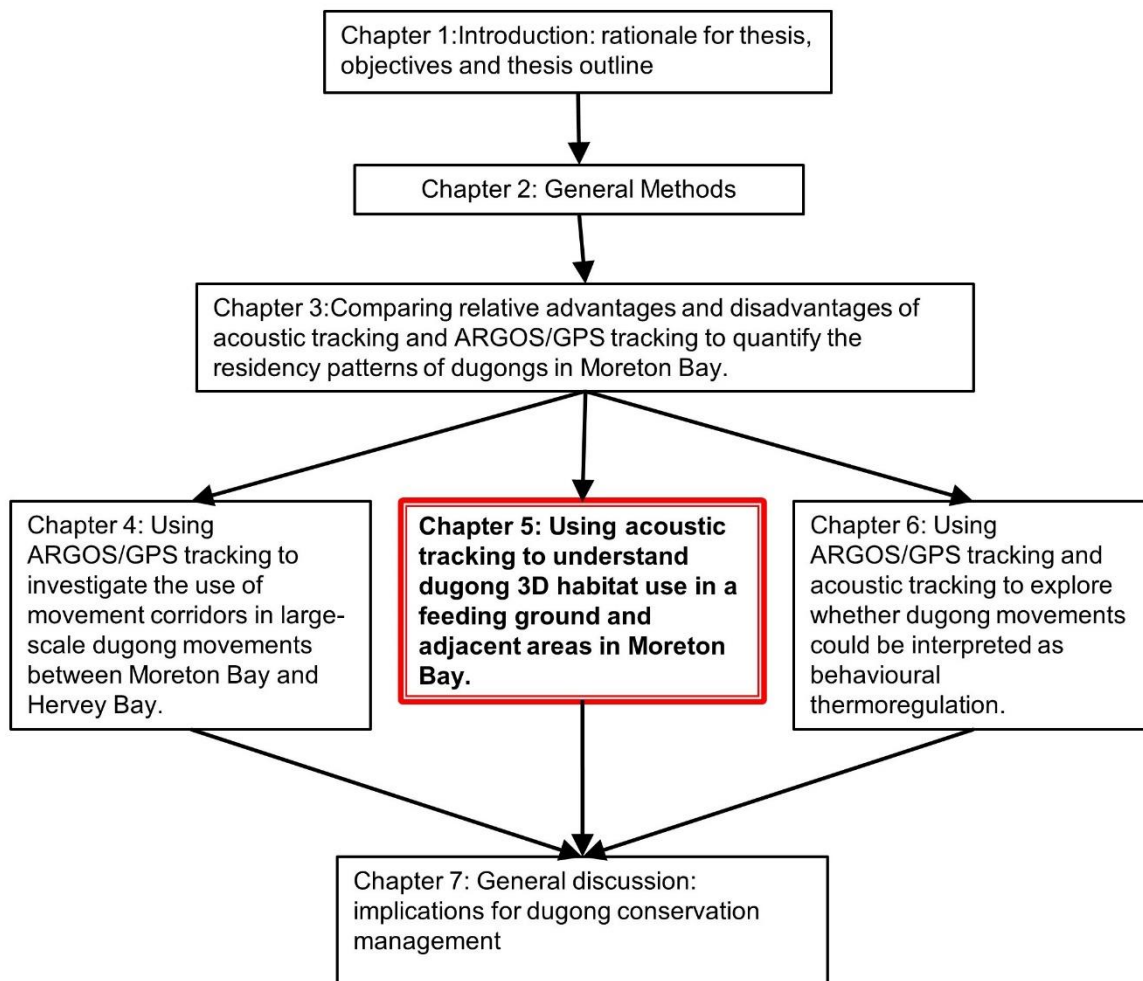 Chapter 1:Introduction: rationale for thesis,
objectives and thesis outline
Chapter 2: General Methods
Chapter 3:Comparing relative advantages and disadvantages of
acoustic tracking and ARGOS/GPS tracking to quantify the
residency patterns of dugongs in Moreton Bay.
Chapter 4: Using
ARGOS/GPS tracking to
investigate the use of
movement corridors in large-
scale dugong movements
between Moreton Bay and
Hervey Bay.
Chapter 5: Using acoustic
tracking to understand
dugong 3D habitat use in a
feeding ground and
adjacent areas in Moreton
Bay.
Chapter 6: Using
ARGOS/GPS tracking and
acoustic tracking to explore
whether dugong movements
could be interpreted as
behavioural
thermoregulation.
Chapter 7: General discussion:
implications for dugong conservation
management